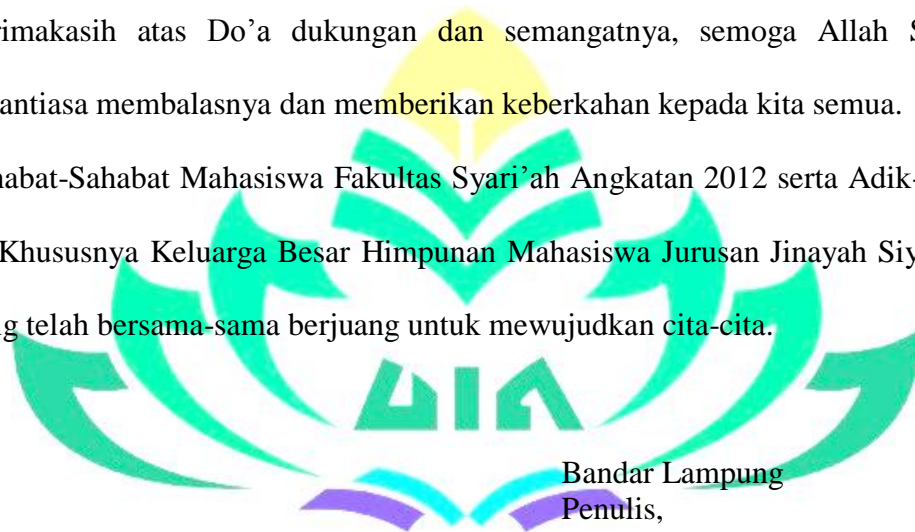 rimakasih atas Do’a dukungan dan semangatnya, semoga Allah S
antiasa membalasnya dan memberikan keberkahan kepada kita semua.
habat-Sahabat Mahasiswa Fakultas Syari’ah Angkatan 2012 serta Adik-
Khususnya Keluarga Besar Himpunan Mahasiswa Jurusan Jinayah Siy
g telah bersama-sama berjuang untuk mewujudkan cita-cita.
UIN
Bandar Lampung
Penulis,